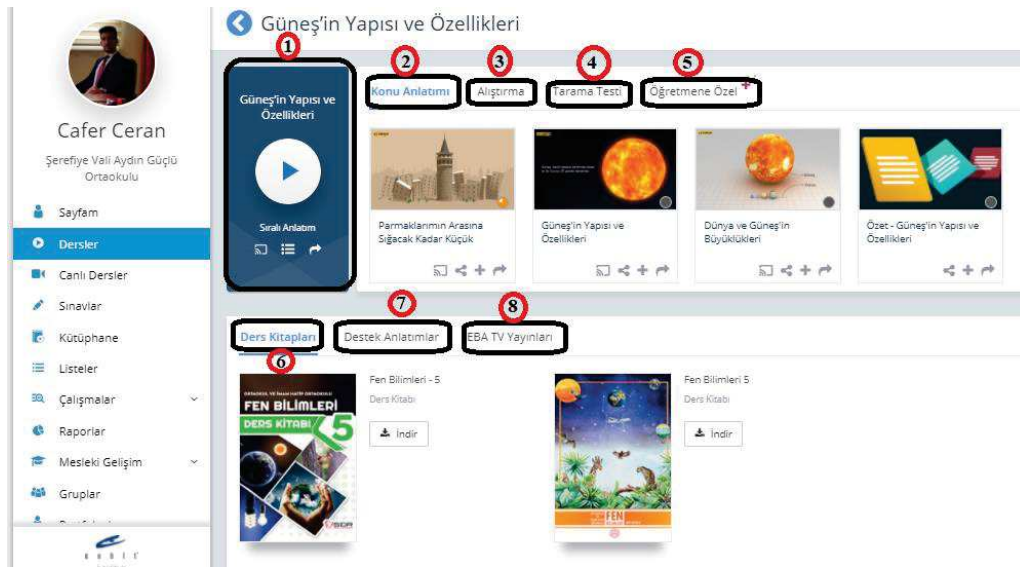 Güneş'in Yapısı ve Özellikleri
1
2
3
4
5
Güneş'in Yapısı ve
Özellikleri
Sıralı Anlatım
Konu Anlatımı
Alıştırma
Tarama Testi
Öğretmene Özel +
Parmaklarımın Arasına
Sığacak Kadar Küçük
Güneş'in Yapısı ve
Özellikleri
Dünya ve Güneş'in
Büyüklükleri
Özet - Güneş'in Yapısı ve
Özellikleri
Cafer Ceran
Şerefiye Vali Aydın Güçlü
Ortaokulu
Sayfam
Dersler
Canlı Dersler
Sınavlar
Kütüphane
Listeler
Çalışmalar
Raporlar
Mesleki Gelişim
Gruplar
7
8
Ders Kitapları
Destek Anlatımlar
EBA TV Yayınları
6
FEN BİLİMLERİ
DERS KİTABI 5
Fen Bilimleri - 5
Ders Kitabı
İndir
FEN
Fen Bilimleri 5
Ders Kitabı
İndir